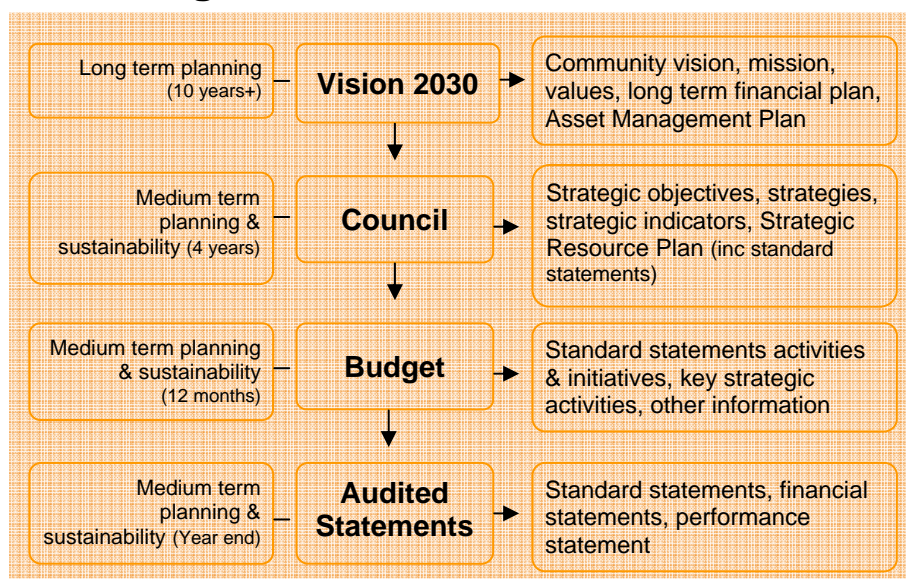 Long term planning
(10 years+)
Vision 2030
Community vision, mission,
values, long term financial plan,
Asset Management Plan
Medium term
planning &
sustainability (4 years)
Council
Strategic objectives, strategies,
strategic indicators, Strategic
Resource Plan (inc standard
statements)
Medium term planning
& sustainability
(12 months)
Budget
Standard statements activities
& initiatives, key strategic
activities, other information
Medium term
planning &
sustainability (Year end)
Audited
Statements
Standard statements, financial
statements, performance
statement